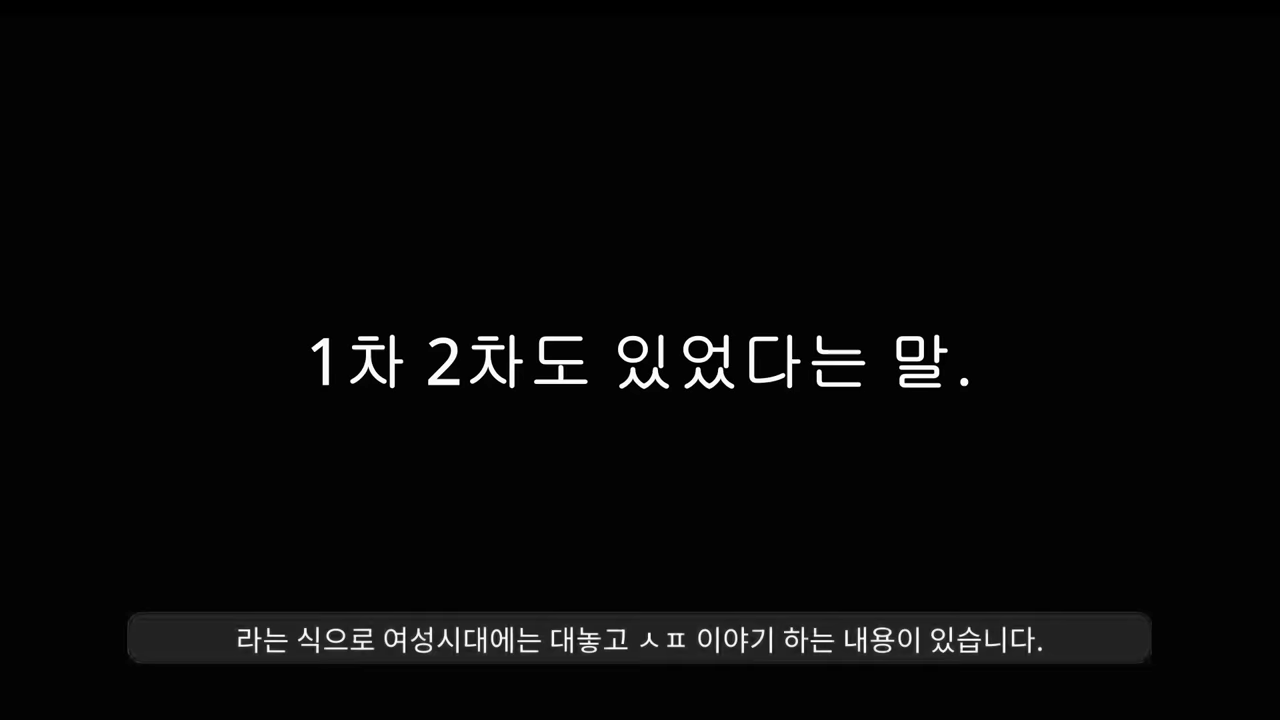 1차 2차도 있었다는 말.
라는 식으로 여성시대에는 대놓고 ㅅㅍ 이야기 하는 내용이 있습니다.